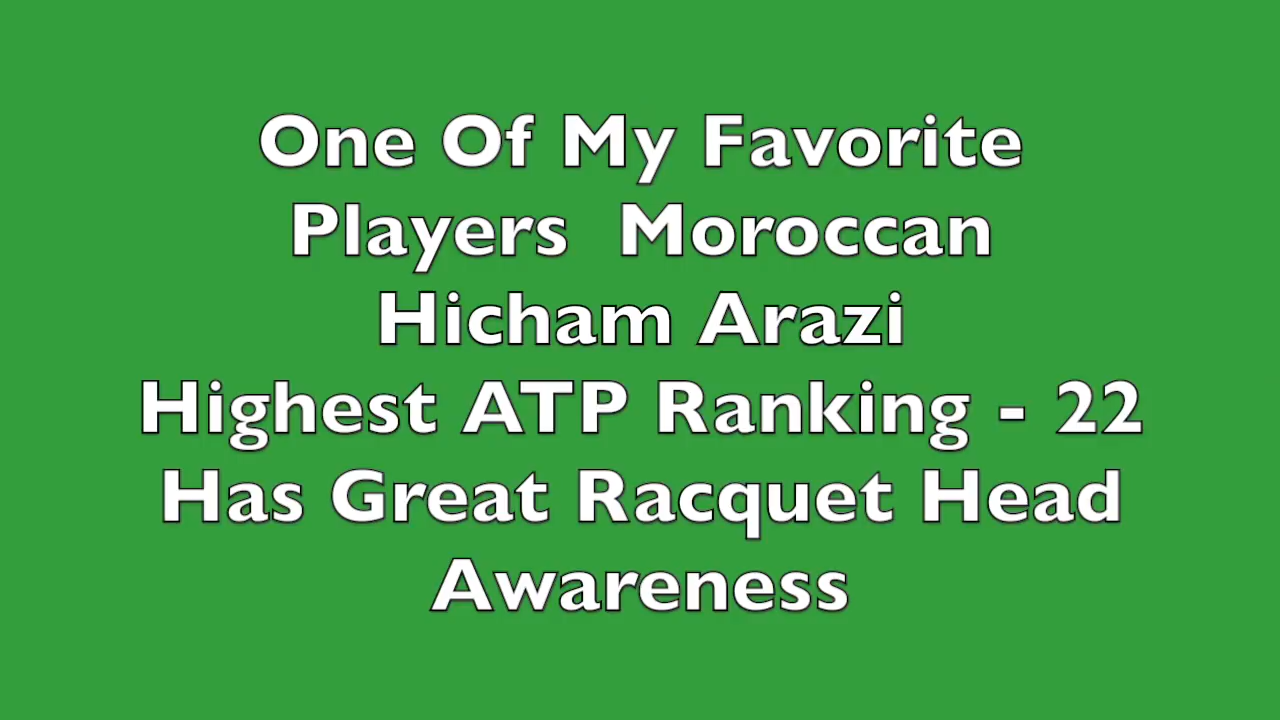 One Of My Favorite
Players  Moroccan
Hicham Arazi
Highest ATP Ranking - 22
Has Great Racquet Head
Awareness